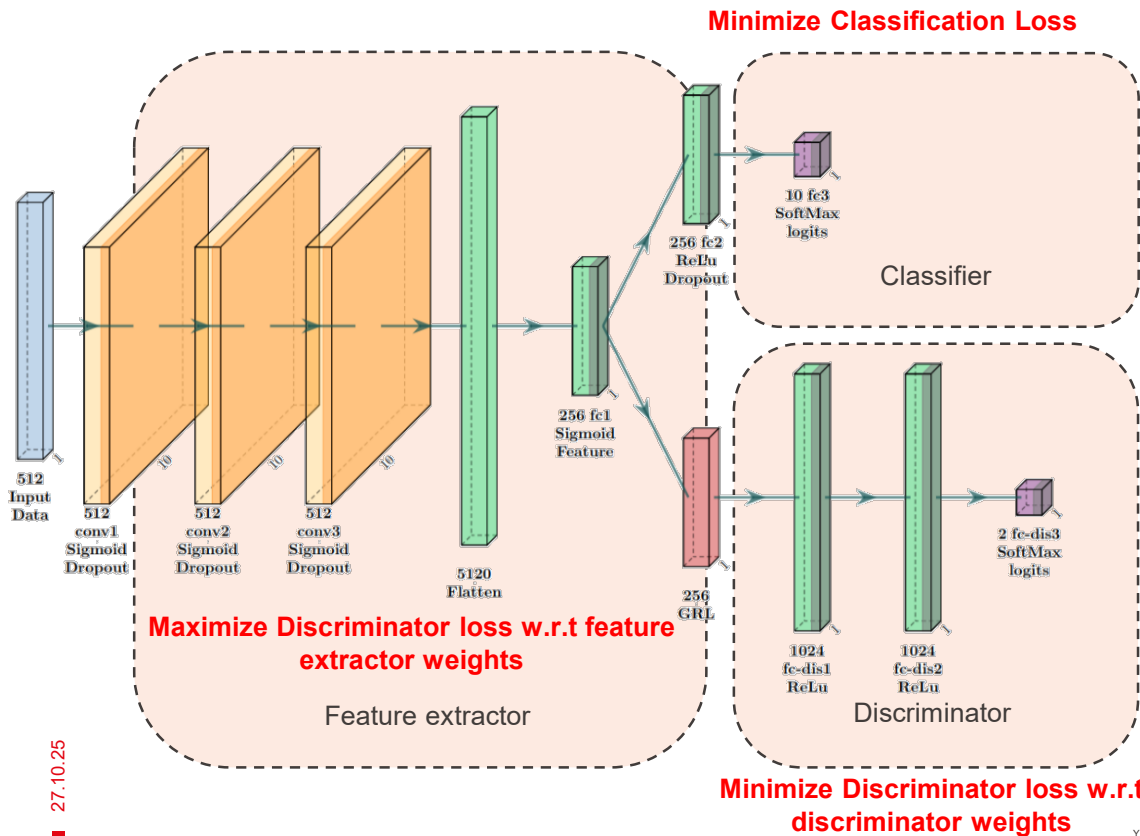 Minimize Classification Loss
512
Input
Data
1
512
conv1
Sigmoid
Dropout
10
512
conv2
Sigmoid
Dropout
10
512
conv3
Sigmoid
Dropout
10
5120
Flatten
256 fc1
Sigmoid
Feature
1
256 fc2
ReLu
Dropout
1
10 fc3
SoftMax
logits
1
Classifier
256
GRL
1
1024
fc-dis1
ReLu
1
1024
fc-dis2
ReLu
1
2 fc-dis3
SoftMax
logits
1
Discriminator
Maximize Discriminator loss w.r.t feature
extractor weights
Feature extractor
Minimize Discriminator loss w.r.t
discriminator weights
27.10.25
Y